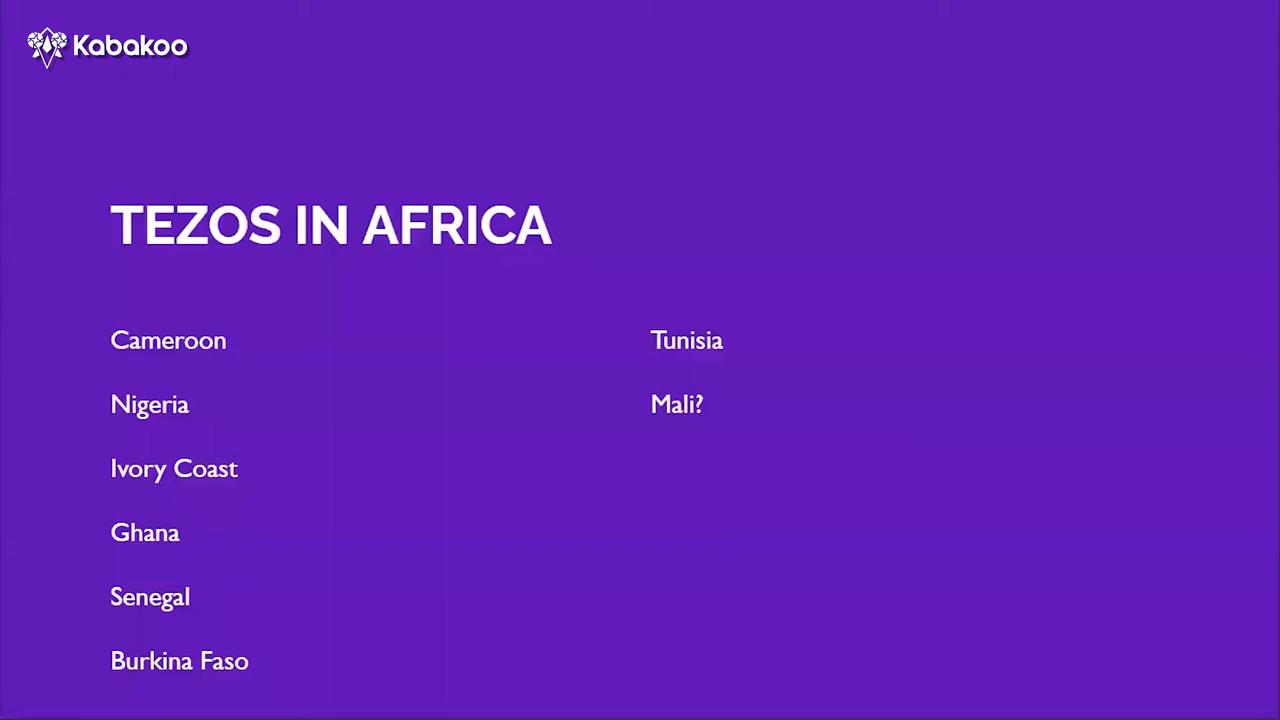 Kabakoo
TEZOS IN AFRICA
Cameroon
Nigeria
Ivory Coast
Ghana
Senegal
Burkina Faso
Tunisia
Mali?